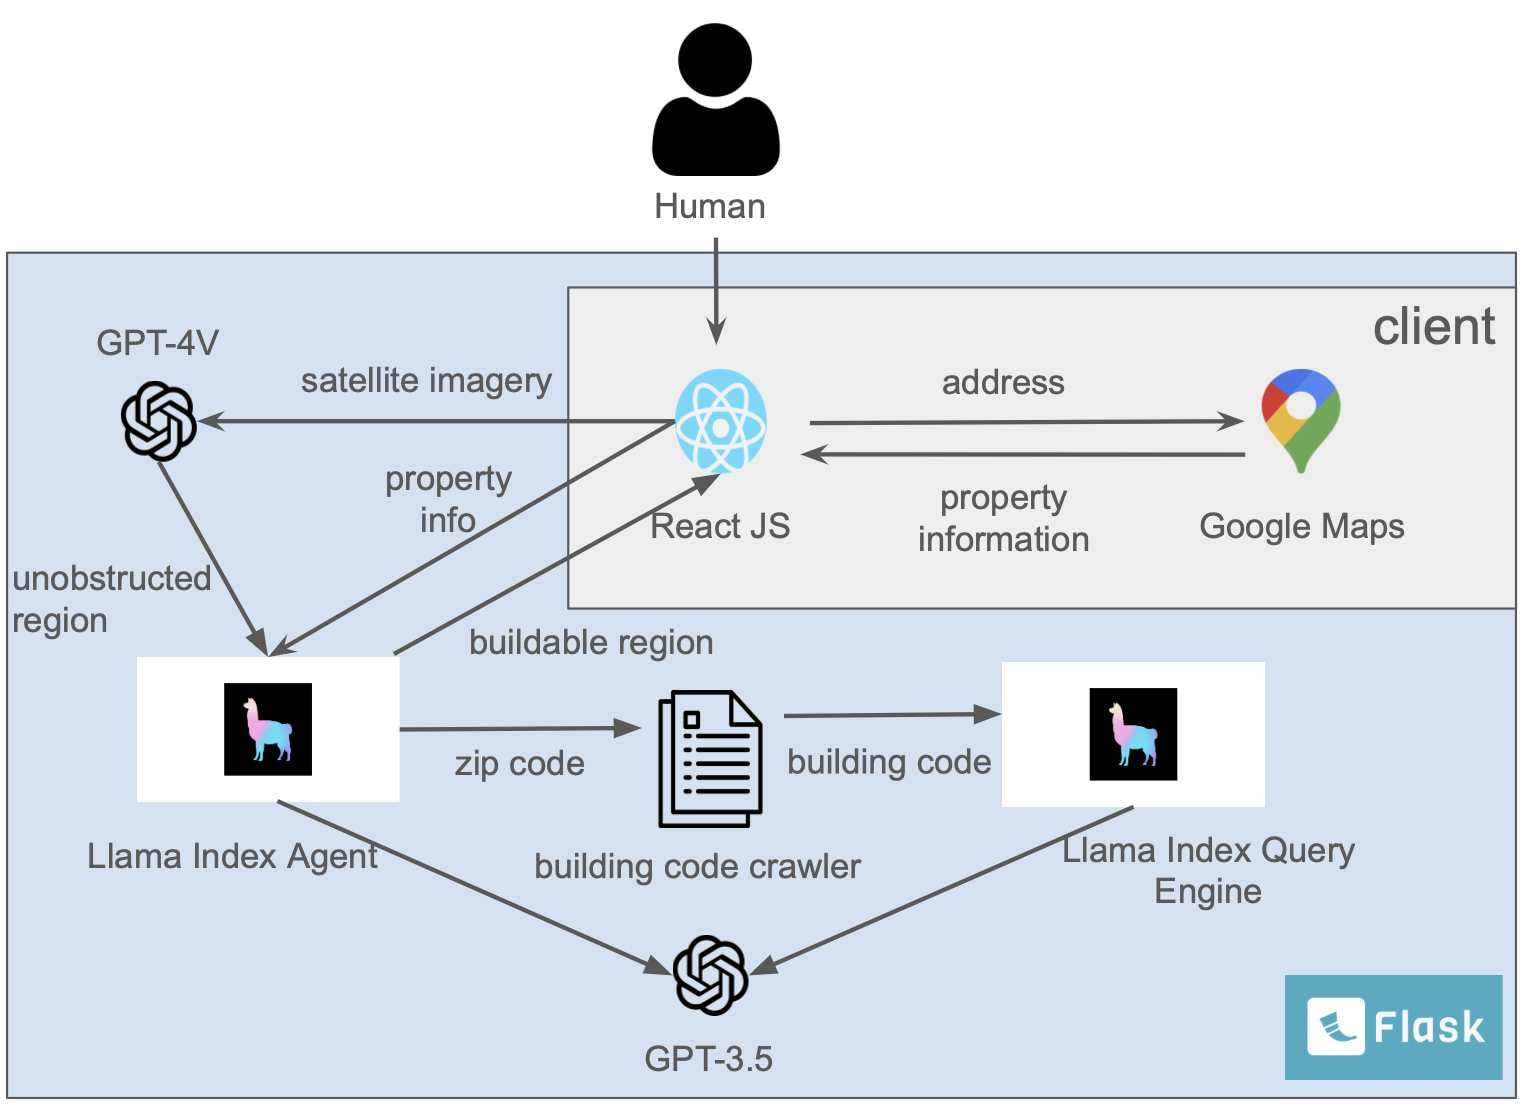 Human
client
GPT-4V
satellite imagery
address
property
info
property
information
React JS
Google Maps
unobstructed
region
buildable region
zip code
building code
Llama Index Agent
building code crawler
Llama Index Query
Engine
GPT-3.5
Flask